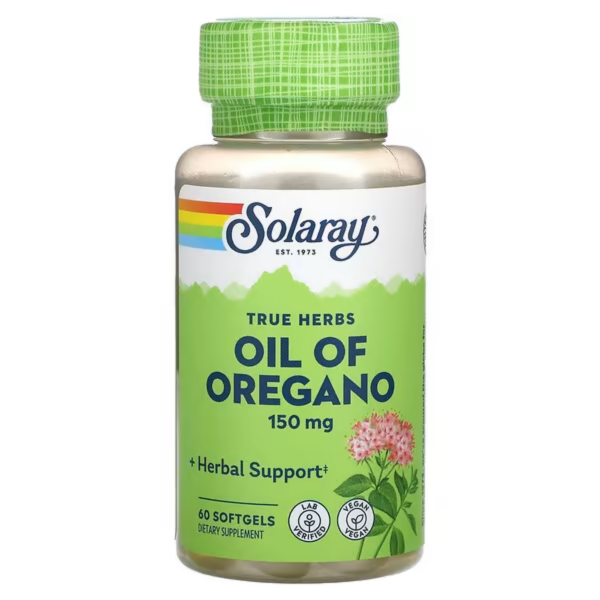 Solaray®
EST. 1973
TRUE HERBS
OIL OF
OREGANO
150 mg
+ Herbal Support‡
60 SOFTGELS
DIETARY SUPPLEMENT
LAB
VERIFIED
VEGAN
VEGAN